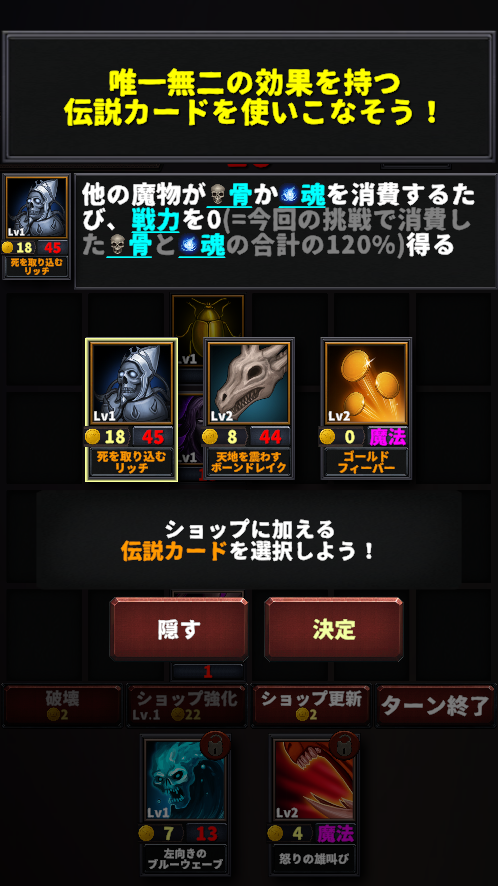 唯一無二の効果を持つ
伝説カードを使いこなそう！
他の魔物が骨か魂を消費するた
び、戦力を0(=今回の挑戦で消費し
た骨と魂の合計の120%)得る
Lv1
18 45
死を取り込む
リッチ
Lv1
Lv1 Lv2 Lv2
18 45 8 44 0 魔法
死を取り込む
リッチ
天地を震わす
ボーンドレイク
ゴールド
フィーバー
Lv1
ショップに加える
伝説カードを選択しよう！
隠す 決定
1
破壊
2
ショップ強化
Lv.1 22
ショップ更新
2
ターン終了
Lv1 Lv2
7 13 4 魔法
左向きの
ブルーウェーブ
怒りの雄叫び